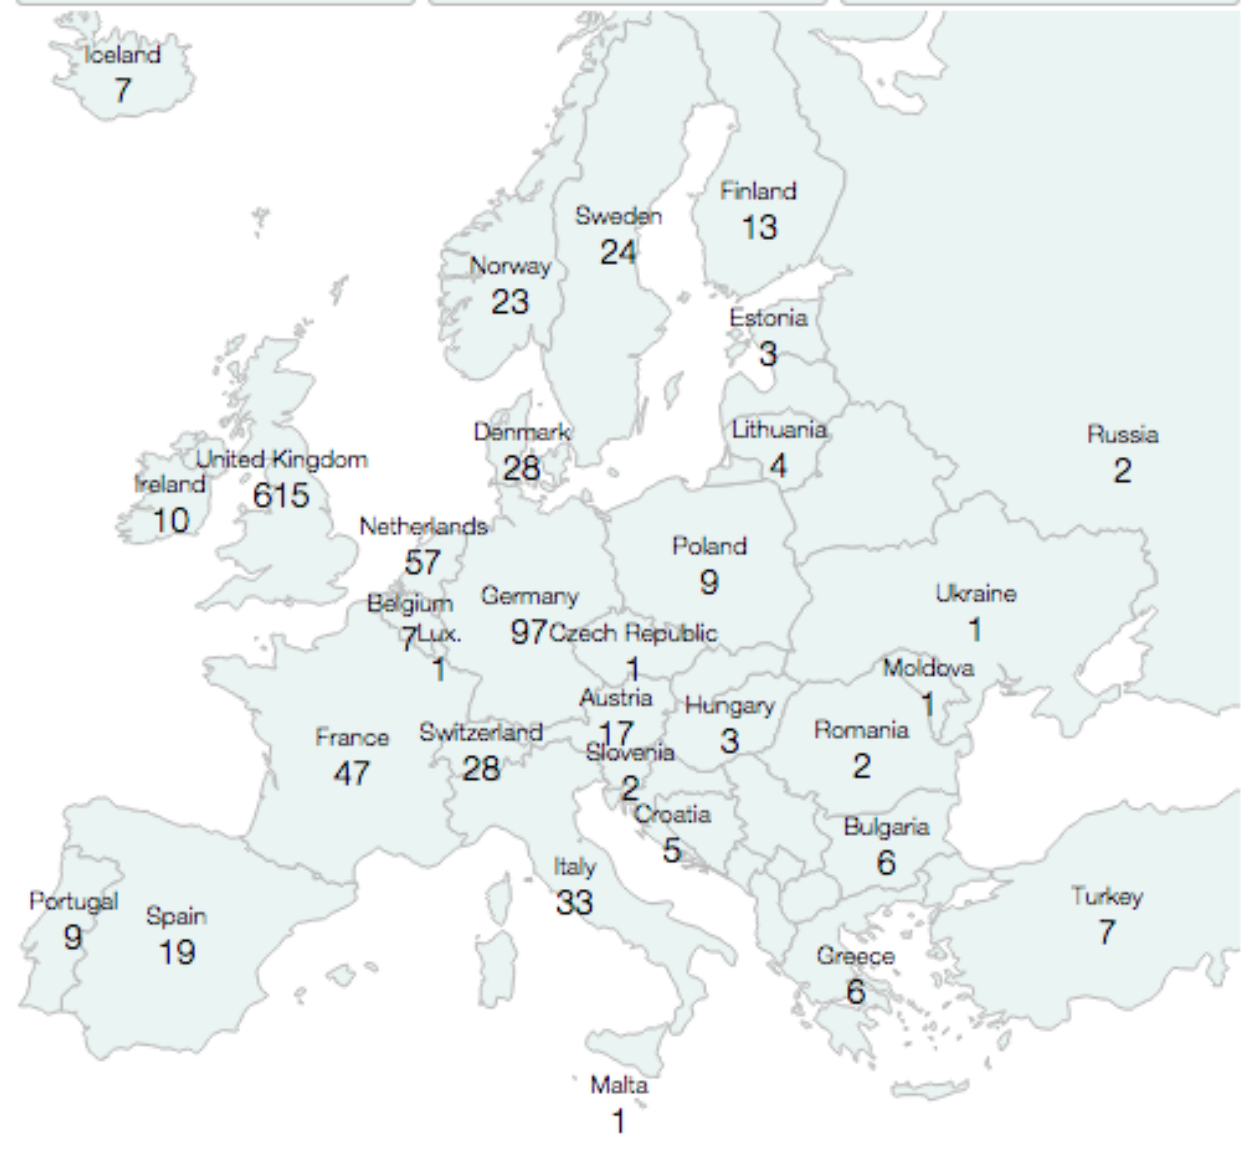 Iceland
7
Finland
13
Sweden
24
Norway
23
Estonia
3
Denmark
28
Lithuania
4
Russia
2
United Kingdom
615
Ireland
10
Netherlands
57
Poland
9
Germany
97
Ukraine
1
Belgium
7
Lux.
1
Czech Republic
1
Moldova
1
Austria
17
Hungary
3
Romania
2
France
47
Switzerland
28
Slovenia
2
Croatia
5
Bulgaria
6
Italy
33
Portugal
9
Spain
19
Turkey
7
Greece
6
Malta
1